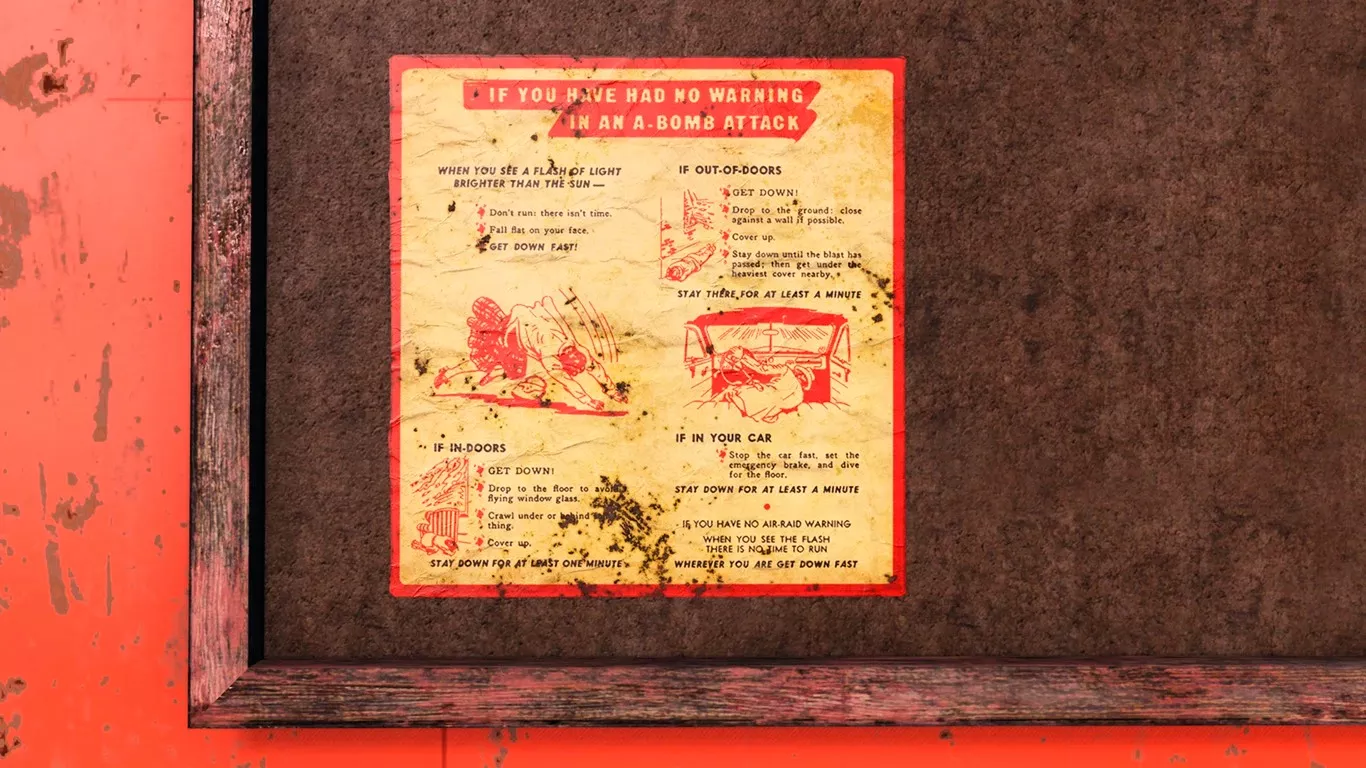 IF YOU HAVE HAD NO WARNING
IN AN A-BOMB ATTACK
WHEN YOU SEE A FLASH OF LIGHT
BRIGHTER THAN THE SUN —
Don't run: there isn't time.
Fall flat on your face.
GET DOWN FAST!
IF IN-DOORS
GET DOWN!
Drop to the floor to avoid
flying window glass.
Crawl under or behind
thing.
Cover up.
STAY DOWN FOR AT LEAST ONE MINUTE
IF OUT-OF-DOORS
GET DOWN!
Drop to the ground: close
against a wall if possible.
Cover up.
Stay down until the blast has
passed; then get under the
heaviest cover nearby.
STAY THERE FOR AT LEAST A MINUTE
IF IN YOUR CAR
Stop the car fast, set the
emergency brake, and dive
for the floor.
STAY DOWN FOR AT LEAST A MINUTE
IF YOU HAVE NO AIR-RAID WARNING
WHEN YOU SEE THE FLASH
THERE IS NO TIME TO RUN
WHEREVER YOU ARE GET DOWN FAST